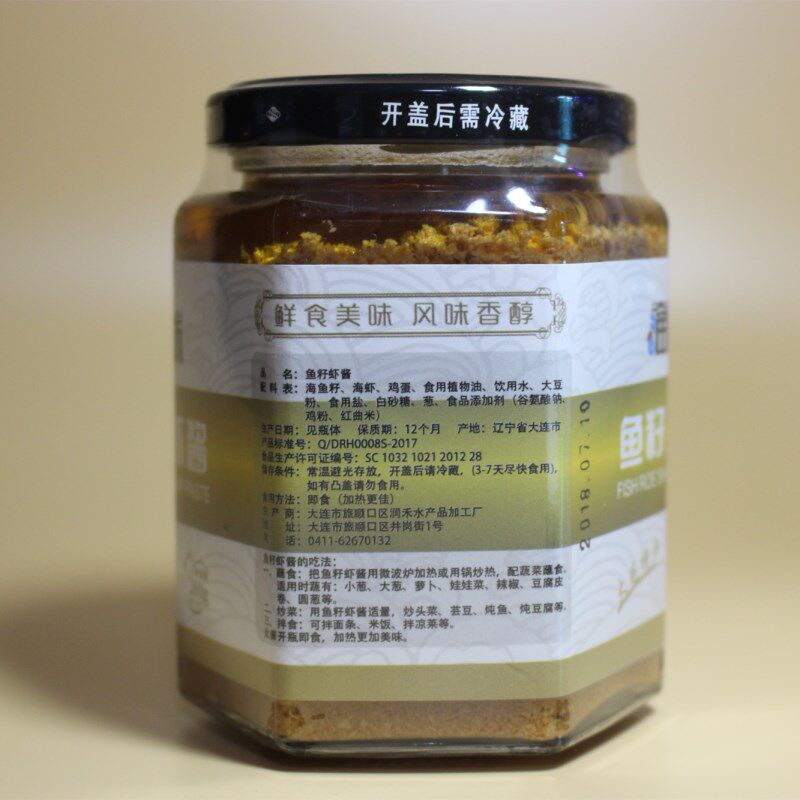 开盖后需冷藏
鲜食美味 风味香醇
品 名：鱼籽虾酱
配料表：海鱼籽、海虾、鸡蛋、食用植物油、饮用水、大豆
粉、食用盐、白砂糖、葱、食品添加剂（谷氨酸钠、
鸡粉、红曲米）
生产日期：见瓶体 保质期：12个月 产地：辽宁省大连市
产品标准号：Q/DRH0008S-2017
食品生产许可证编号：SC 1032 1021 2012 28
储存条件：常温避光存放，开盖后请冷藏，(3-7天尽快食用)，
如有凸盖请勿食用。
食用方法：即食（加热更佳）
生 产 商：大连市旅顺口区润禾水产品加工厂
地 址：大连市旅顺口区井岗街1号
电 话：0411-62670132
鱼籽虾酱的吃法：
一、蘸食：把鱼籽虾酱用微波炉加热或用锅炒热，配蔬菜蘸食。
适用时蔬有：小葱、大葱、萝卜、娃娃菜、辣椒、豆腐皮
卷、圆葱等。
二、炒菜：用鱼籽虾酱适量，炒头菜、芸豆、炖鱼、炖豆腐等。
三、拌食：可拌面条、米饭、拌凉莱等。
此酱开瓶即食，加热更加美味。
2018.07.10
酱
鱼籽
FISH ROE